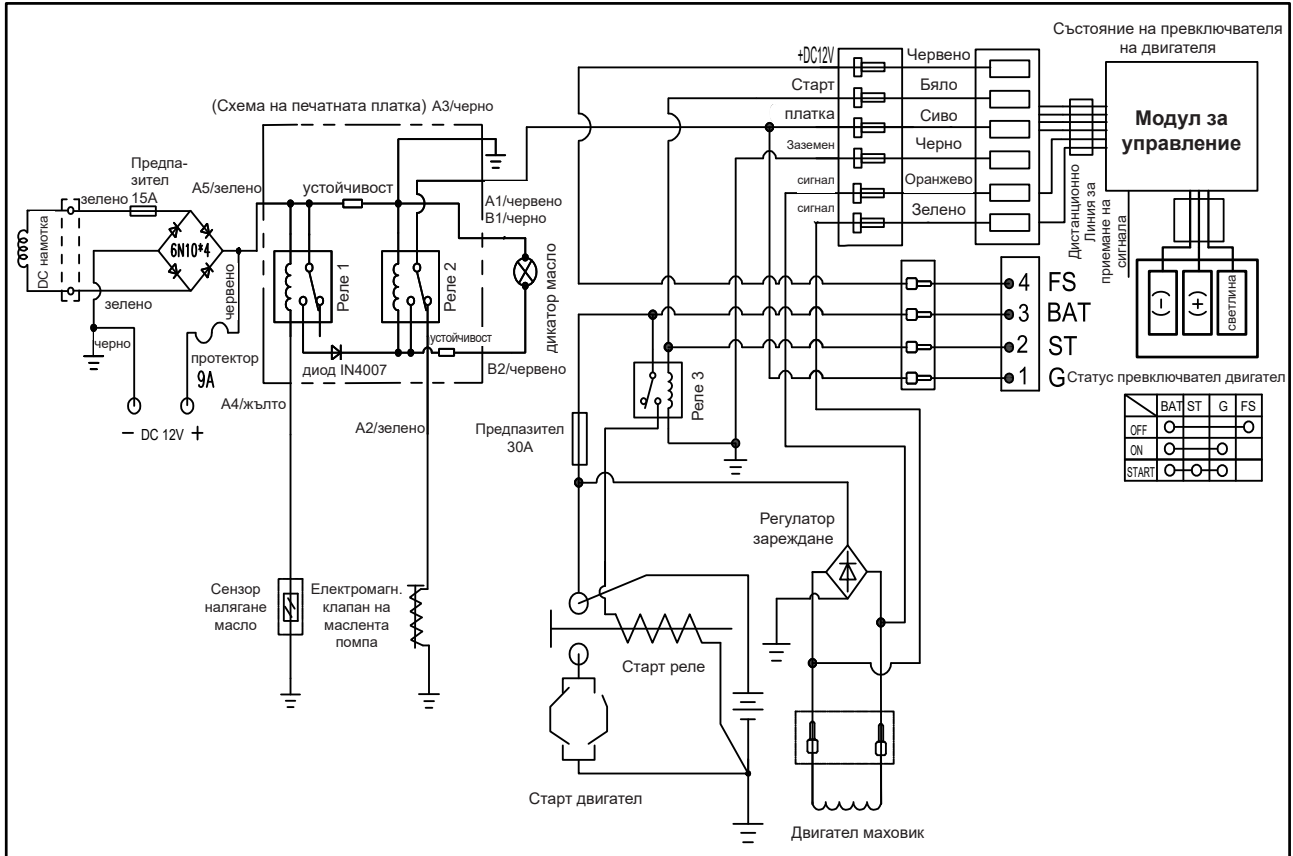 Състояние на превключвателя
на двигателя
+DC12V
Червено
Старт
Бяло
платка
Сиво
Заземен
Черно
сигнал
Оранжево
сигнал
Зелено
Модул за
управление
Дистанционно
Линия за
приемане на
сигнала
(−)
(+)
светлина
(Схема на печатната платка)
A3/черно
Предпа-
зител
15A
зелено
A5/зелено
устойчивост
A1/червено
B1/черно
DC намотка
6N10*4
червено
зелено
черно
протектор
9A
− DC 12V +
Реле 1
Реле 2
дикатор масло
устойчивост
диод IN4007
B2/червено
A4/жълто
A2/зелено
4 FS
3 BAT
2 ST
1 G
Реле 3
Предпазител
30A
Статус превключвател двигател
BAT ST G FS
OFF
ON
START
Регулатор
зареждане
Сензор
налягане
масло
Електромагн.
клапан на
маслента
помпа
Старт реле
Старт двигател
Двигател маховик